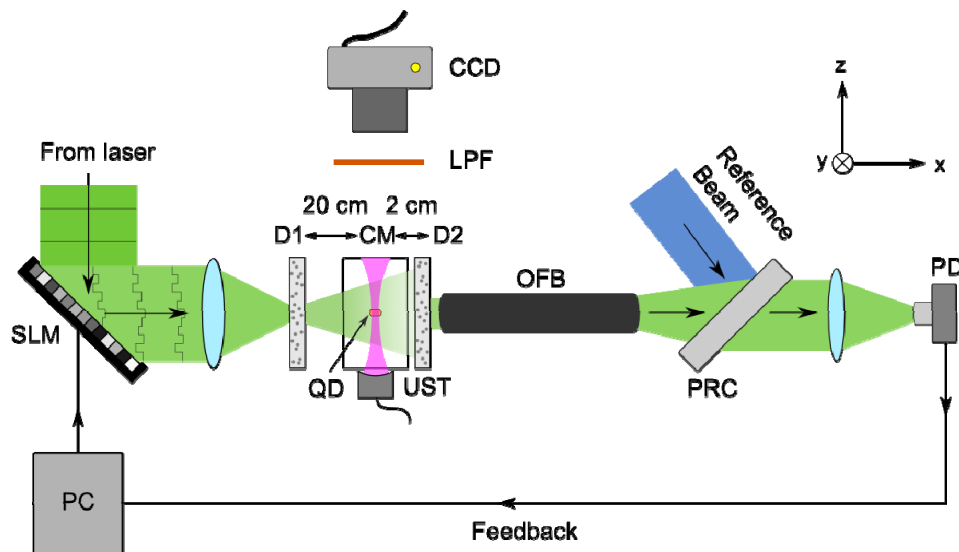 CCD
z
From laser
LPF
y
x
Reference
Beam
20 cm
2 cm
D1
CM
D2
OFB
PD
SLM
QD
UST
PRC
PC
Feedback